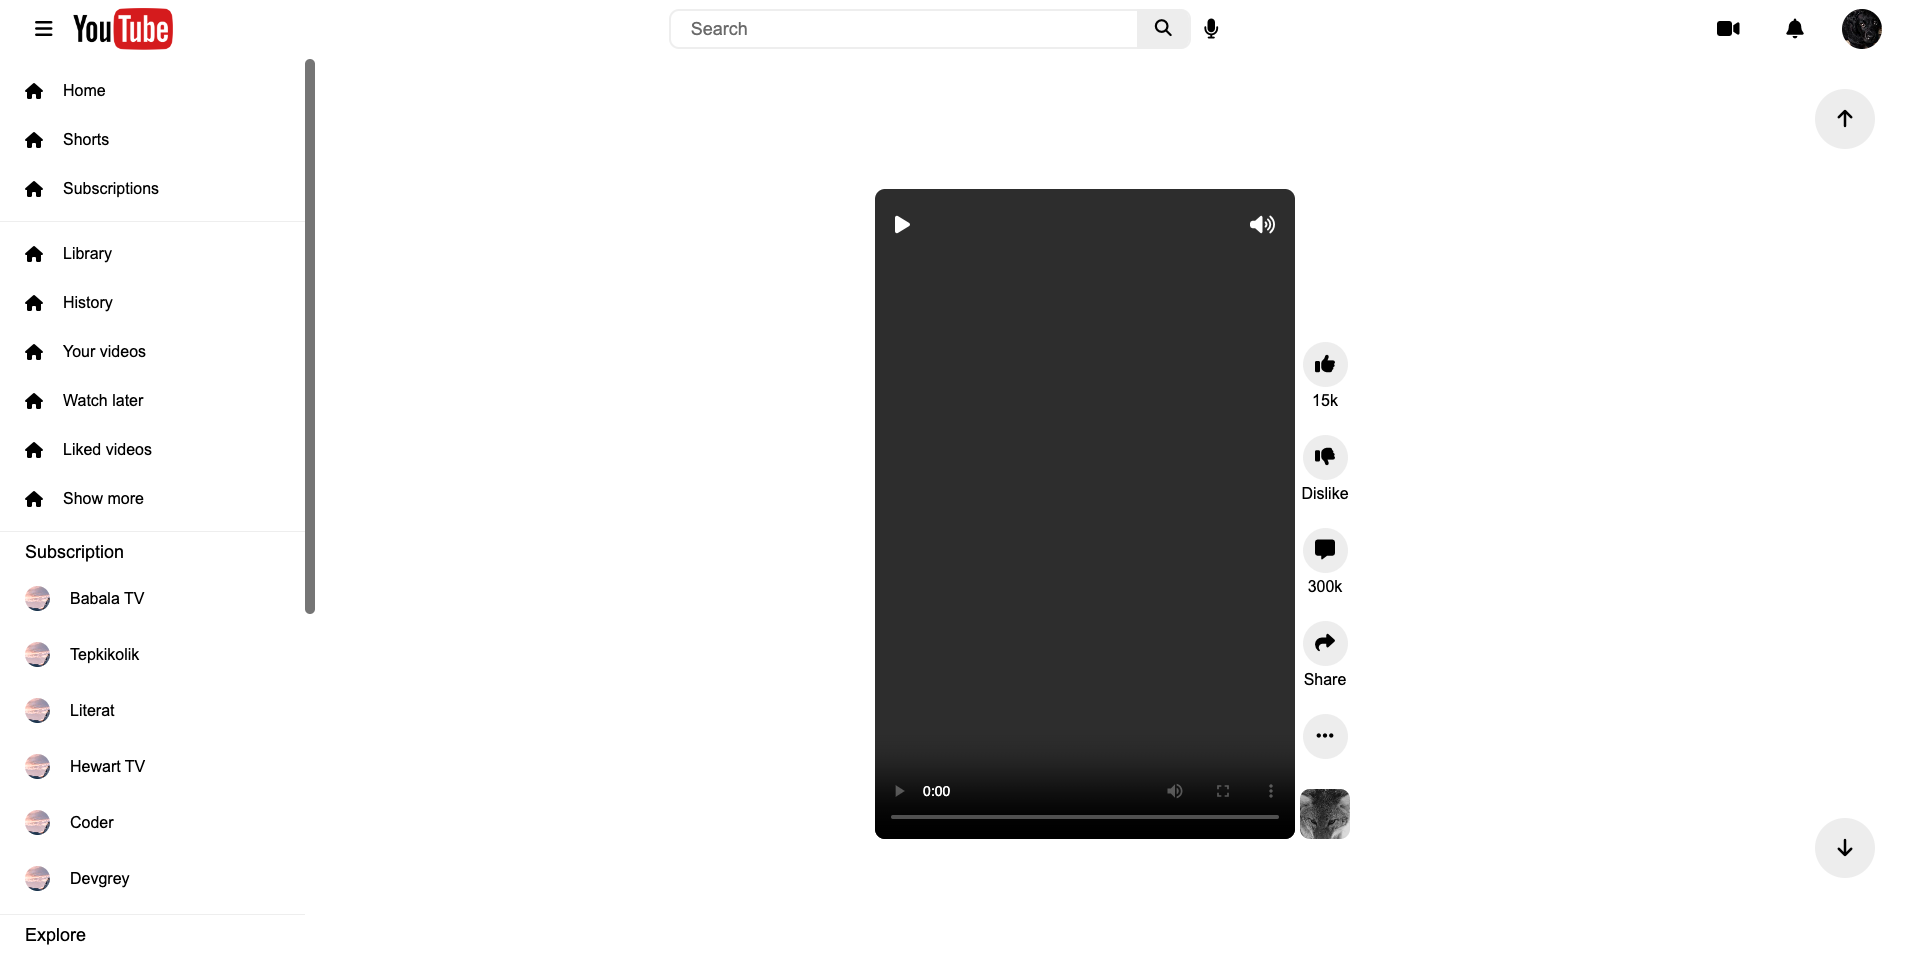 YouTube
Search
Home
Shorts
Subscriptions
Library
History
Your videos
Watch later
Liked videos
Show more
Subscription
Babala TV
Tepkikolik
Literat
Hewart TV
Coder
Devgrey
Explore
15k
Dislike
300k
Share
0:00